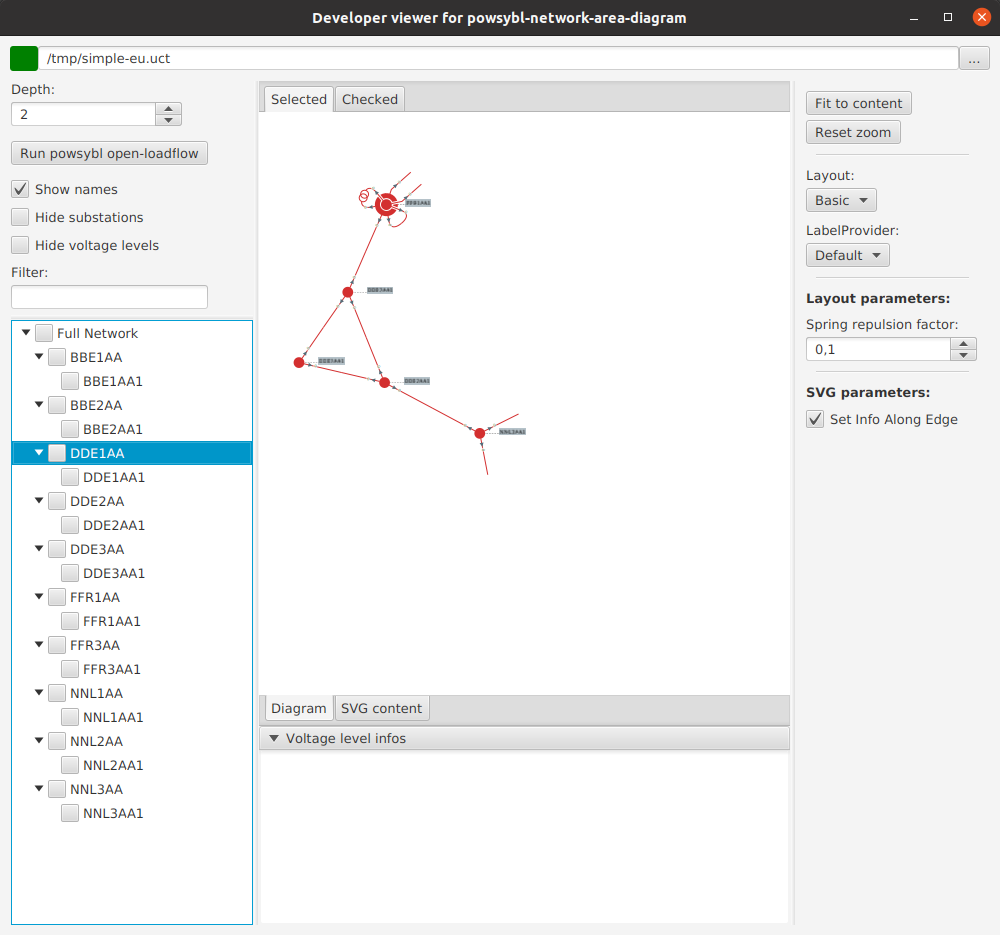 Developer viewer for powsybl-network-area-diagram
/tmp/simple-eu.uct
...
Depth:
2
Run powsybl open-loadflow
Show names
Hide substations
Hide voltage levels
Filter:
Full Network
BBE1AA
BBE1AA1
BBE2AA
BBE2AA1
DDE1AA
DDE1AA1
DDE2AA
DDE2AA1
DDE3AA
DDE3AA1
FFR1AA
FFR1AA1
FFR3AA
FFR3AA1
NNL1AA
NNL1AA1
NNL2AA
NNL2AA1
NNL3AA
NNL3AA1
Selected
Checked
FFR1AA1
NNL3AA1
Diagram
SVG content
Voltage level infos
Fit to content
Reset zoom
Layout:
Basic
LabelProvider:
Default
Layout parameters:
Spring repulsion factor:
0,1
SVG parameters:
Set Info Along Edge